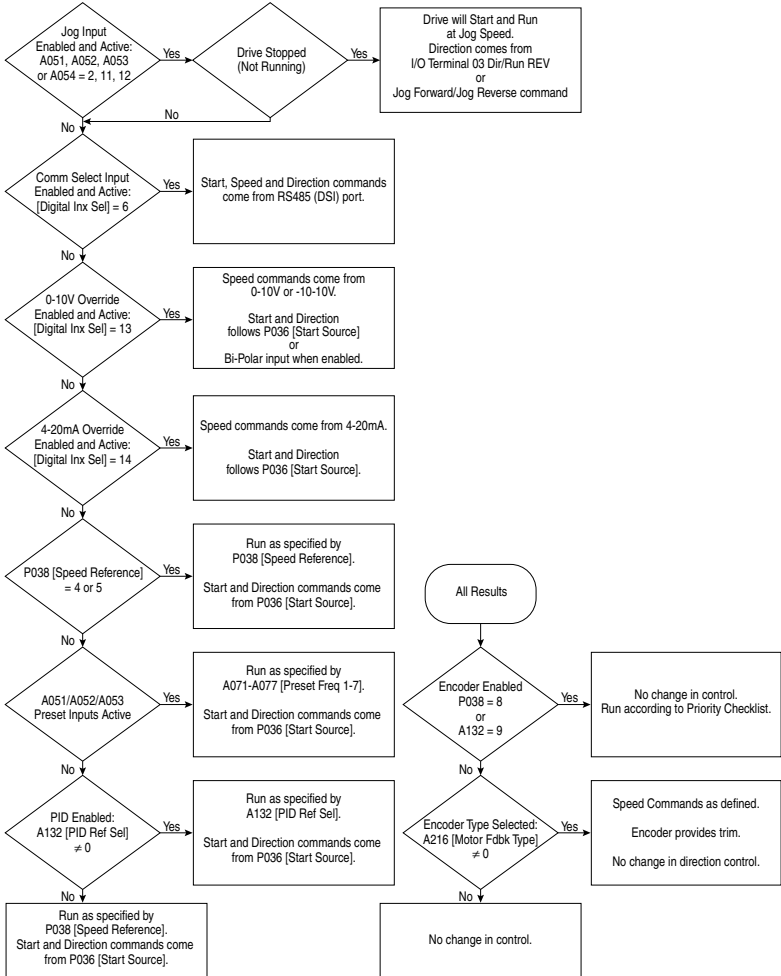 Jog Input
Enabled and Active:
A051, A052, A053
or A054 = 2, 11, 12
Yes
Drive Stopped
(Not Running)
Yes
Drive will Start and Run
at Jog Speed.
Direction comes from
I/O Terminal 03 Dir/Run REV
or
Jog Forward/Jog Reverse command
No
No
Comm Select Input
Enabled and Active:
[Digital Inx Sel] = 6
Yes
Start, Speed and Direction commands
come from RS485 (DSI) port.
No
0-10V Override
Enabled and Active:
[Digital Inx Sel] = 13
Yes
Speed commands come from
0-10V or -10-10V.
Start and Direction
follows P036 [Start Source]
or
Bi-Polar input when enabled.
No
4-20mA Override
Enabled and Active:
[Digital Inx Sel] = 14
Yes
Speed commands come from 4-20mA.
Start and Direction
follows P036 [Start Source].
No
P038 [Speed Reference]
= 4 or 5
Yes
Run as specified by
P038 [Speed Reference].
Start and Direction commands come
from P036 [Start Source].
No
A051/A052/A053
Preset Inputs Active
Yes
Run as specified by
A071-A077 [Preset Freq 1-7].
Start and Direction commands come
from P036 [Start Source].
No
PID Enabled:
A132 [PID Ref Sel]
≠ 0
Yes
Run as specified by
A132 [PID Ref Sel].
Start and Direction commands come
from P036 [Start Source].
No
Run as specified by
P038 [Speed Reference].
Start and Direction commands come
from P036 [Start Source].
All Results
Encoder Enabled
P038 = 8
or
A132 = 9
Yes
No change in control.
Run according to Priority Checklist.
No
Encoder Type Selected:
A216 [Motor Fdbk Type]
≠ 0
Yes
Speed Commands as defined.
Encoder provides trim.
No change in direction control.
No
No change in control.